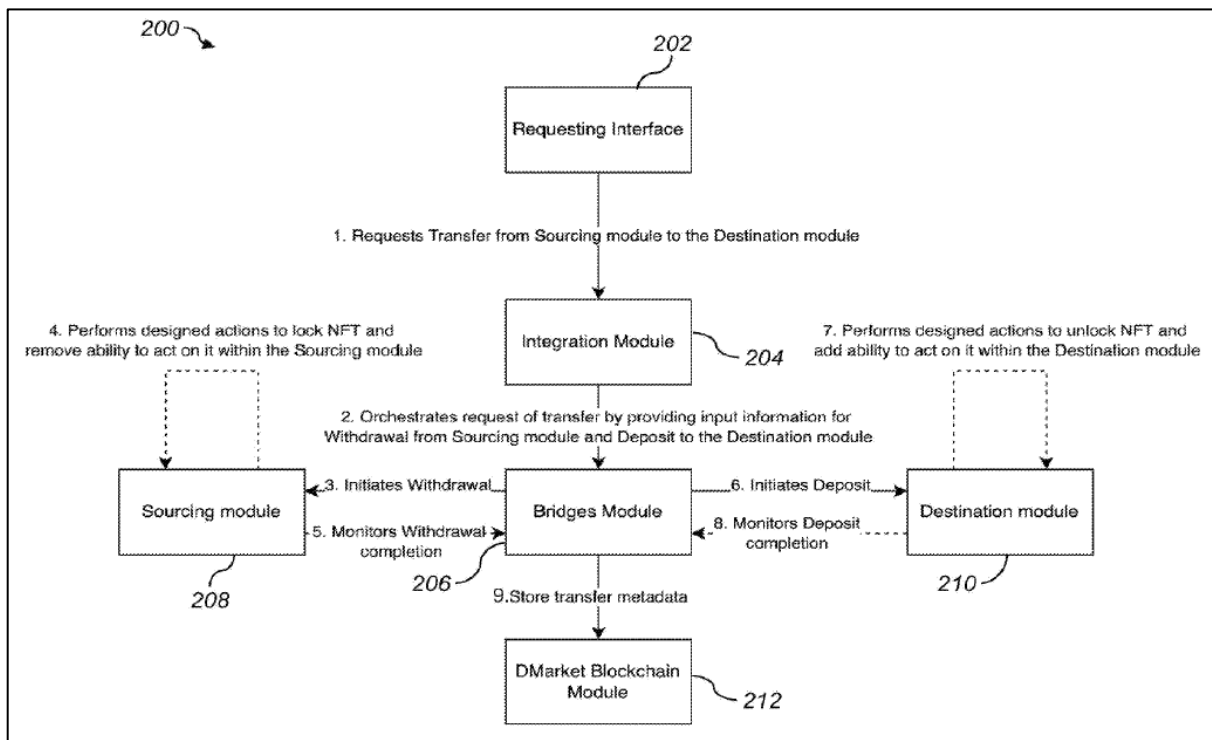 200
202
Requesting Interface
1. Requests Transfer from Sourcing module to the Destination module
4. Performs designed actions to lock NFT and
remove ability to act on it within the Sourcing module
Integration Module
204
7. Performs designed actions to unlock NFT and
add ability to act on it within the Destination module
2. Orchestrates request of transfer by providing input information for
Withdrawal from Sourcing module and Deposit to the Destination module
Sourcing module
208
3. Initiates Withdrawal
5. Monitors Withdrawal
completion
Bridges Module
206
6. Initiates Deposit
8. Monitors Deposit
completion
Destination module
210
9.Store transfer metadata
DMarket Blockchain
Module
212